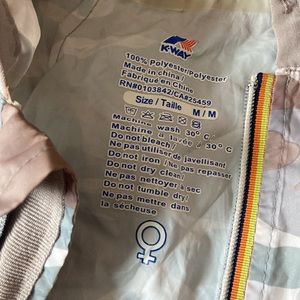 K-WAY
100% Polyester/Polyester
Made in china /
Fabriqué en Chine
RN#0103842/CA#25459
Size / Taille M / M
Machine wash 30° C /
Machine à 30° C
Do not bleach/
Ne pas utiliser de javellisant
Do not iron / Ne pas repasser
Do not dry clean/
Ne pas nettoyer à sec
Do not tumble dry/
Ne pas mettre dans
la sécheuse